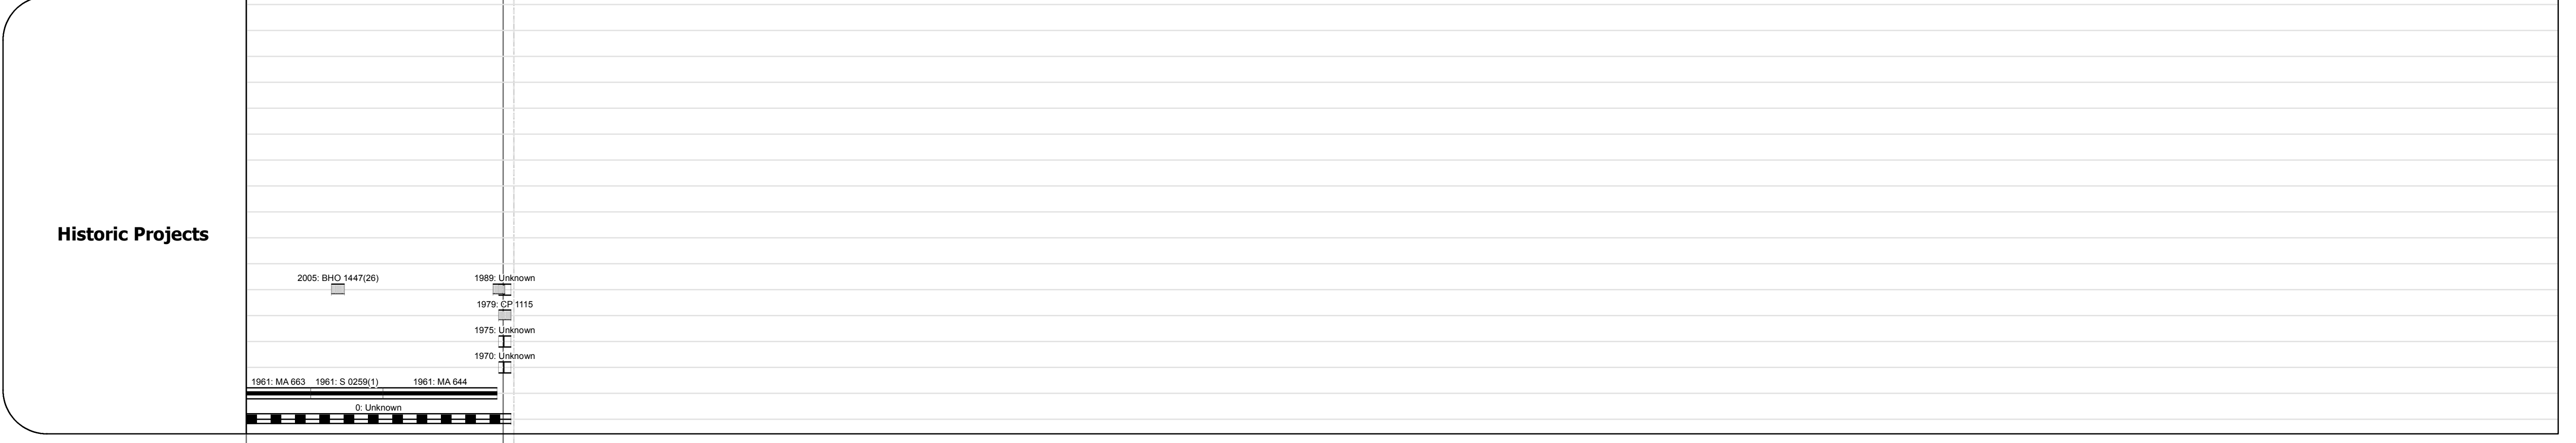 2005: BHO 1447(26) 1989: Unknown
1979: CP 1115
Historic Projects
1975: Unknown
1970: Unknown
1961: MA 663 1961: S 0259(1) 1961: MA 644
0: Unknown